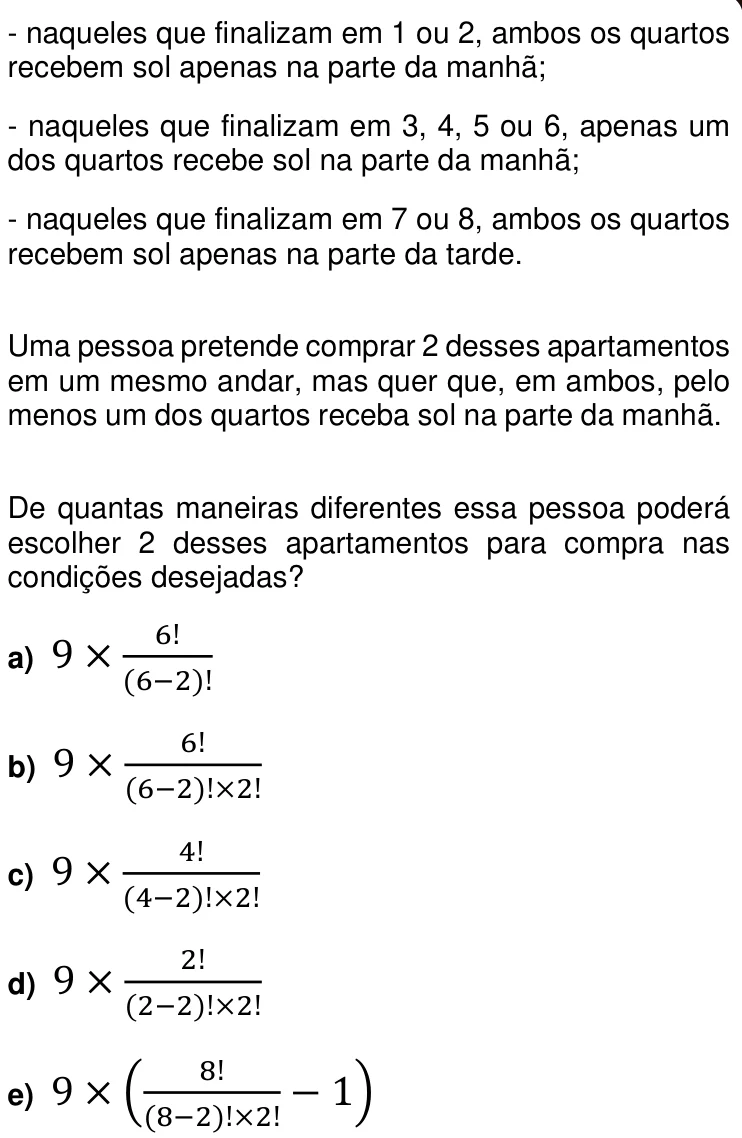 - naqueles que finalizam em 1 ou 2, ambos os quartos
recebem sol apenas na parte da manhã;
- naqueles que finalizam em 3, 4, 5 ou 6, apenas um
dos quartos recebe sol na parte da manhã;
- naqueles que finalizam em 7 ou 8, ambos os quartos
recebem sol apenas na parte da tarde.
Uma pessoa pretende comprar 2 desses apartamentos
em um mesmo andar, mas quer que, em ambos, pelo
menos um dos quartos receba sol na parte da manhã.
De quantas maneiras diferentes essa pessoa poderá
escolher 2 desses apartamentos para compra nas
condições desejadas?
a) 9 × 6!/(6−2)!
b) 9 × 6!/((6−2)!×2!)
c) 9 × 4!/((4−2)!×2!)
d) 9 × 2!/((2−2)!×2!)
e) 9 × (8!/((8−2)!×2!) − 1)